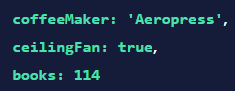 coffeeMaker: 'Aeropress',
ceilingFan: true,
books: 114